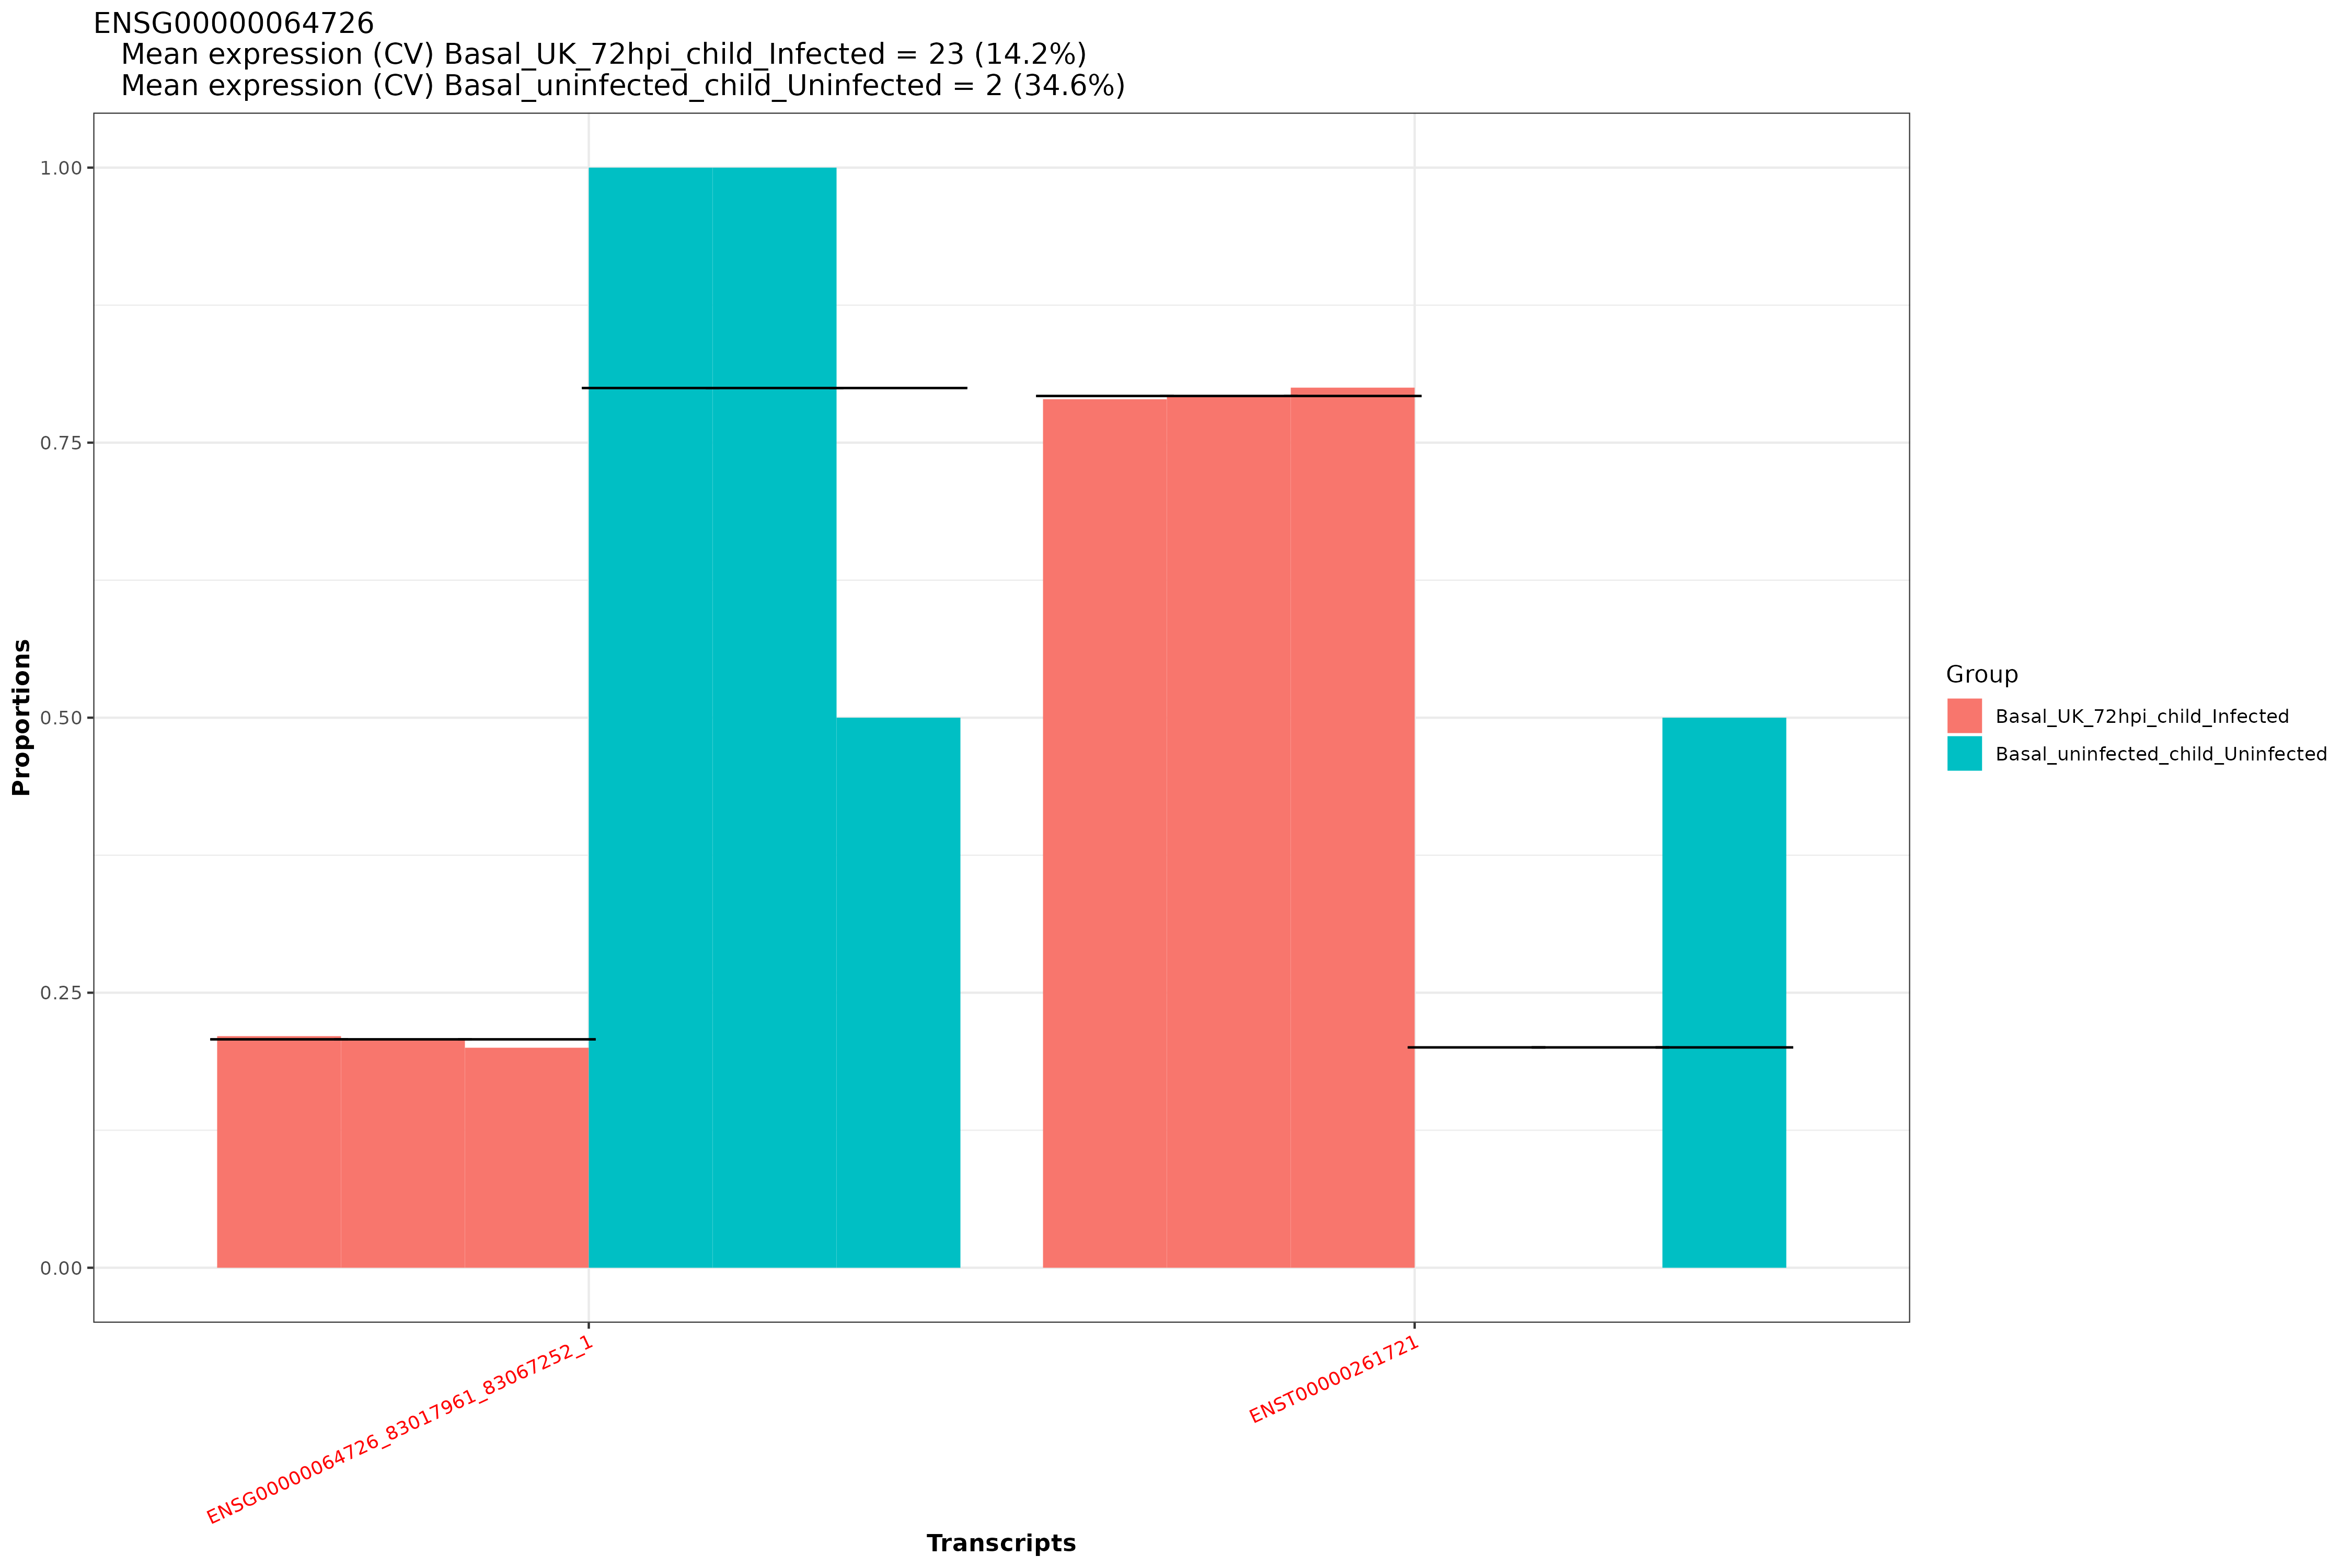 ENSG00000064726
Mean expression (CV) Basal_UK_72hpi_child_Infected = 23 (14.2%)
Mean expression (CV) Basal_uninfected_child_Uninfected = 2 (34.6%)
1.00
0.75
0.50
0.25
0.00
Proportions
ENSG00000064726_83017961_83067252_1
ENST00000261721
Transcripts
Group
Basal_UK_72hpi_child_Infected
Basal_uninfected_child_Uninfected